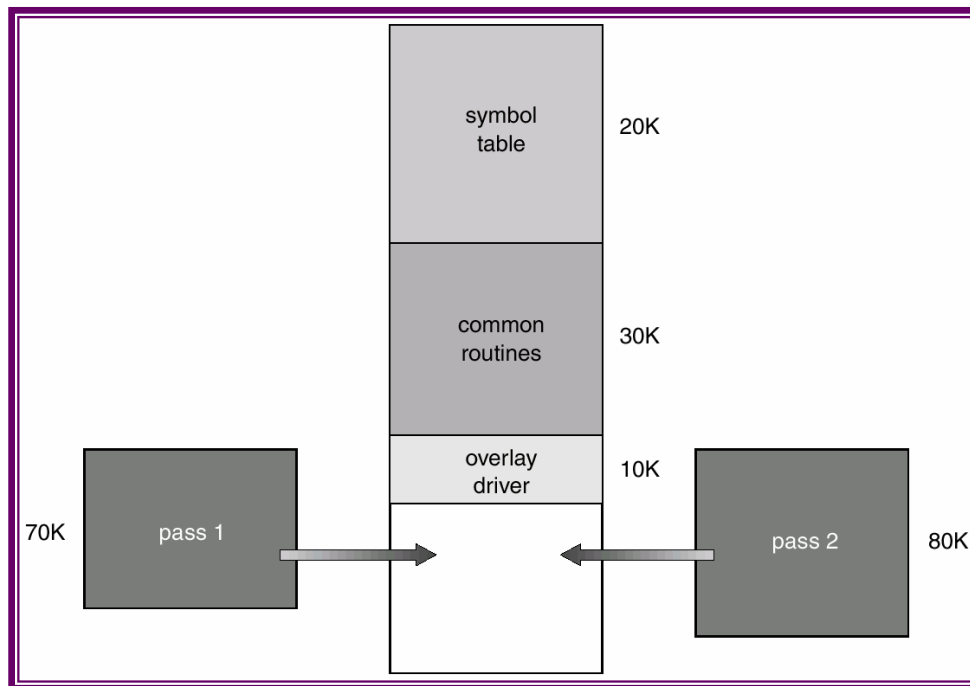 symbol
table
20K
common
routines
30K
overlay
driver
10K
pass 1
70K
pass 2
80K